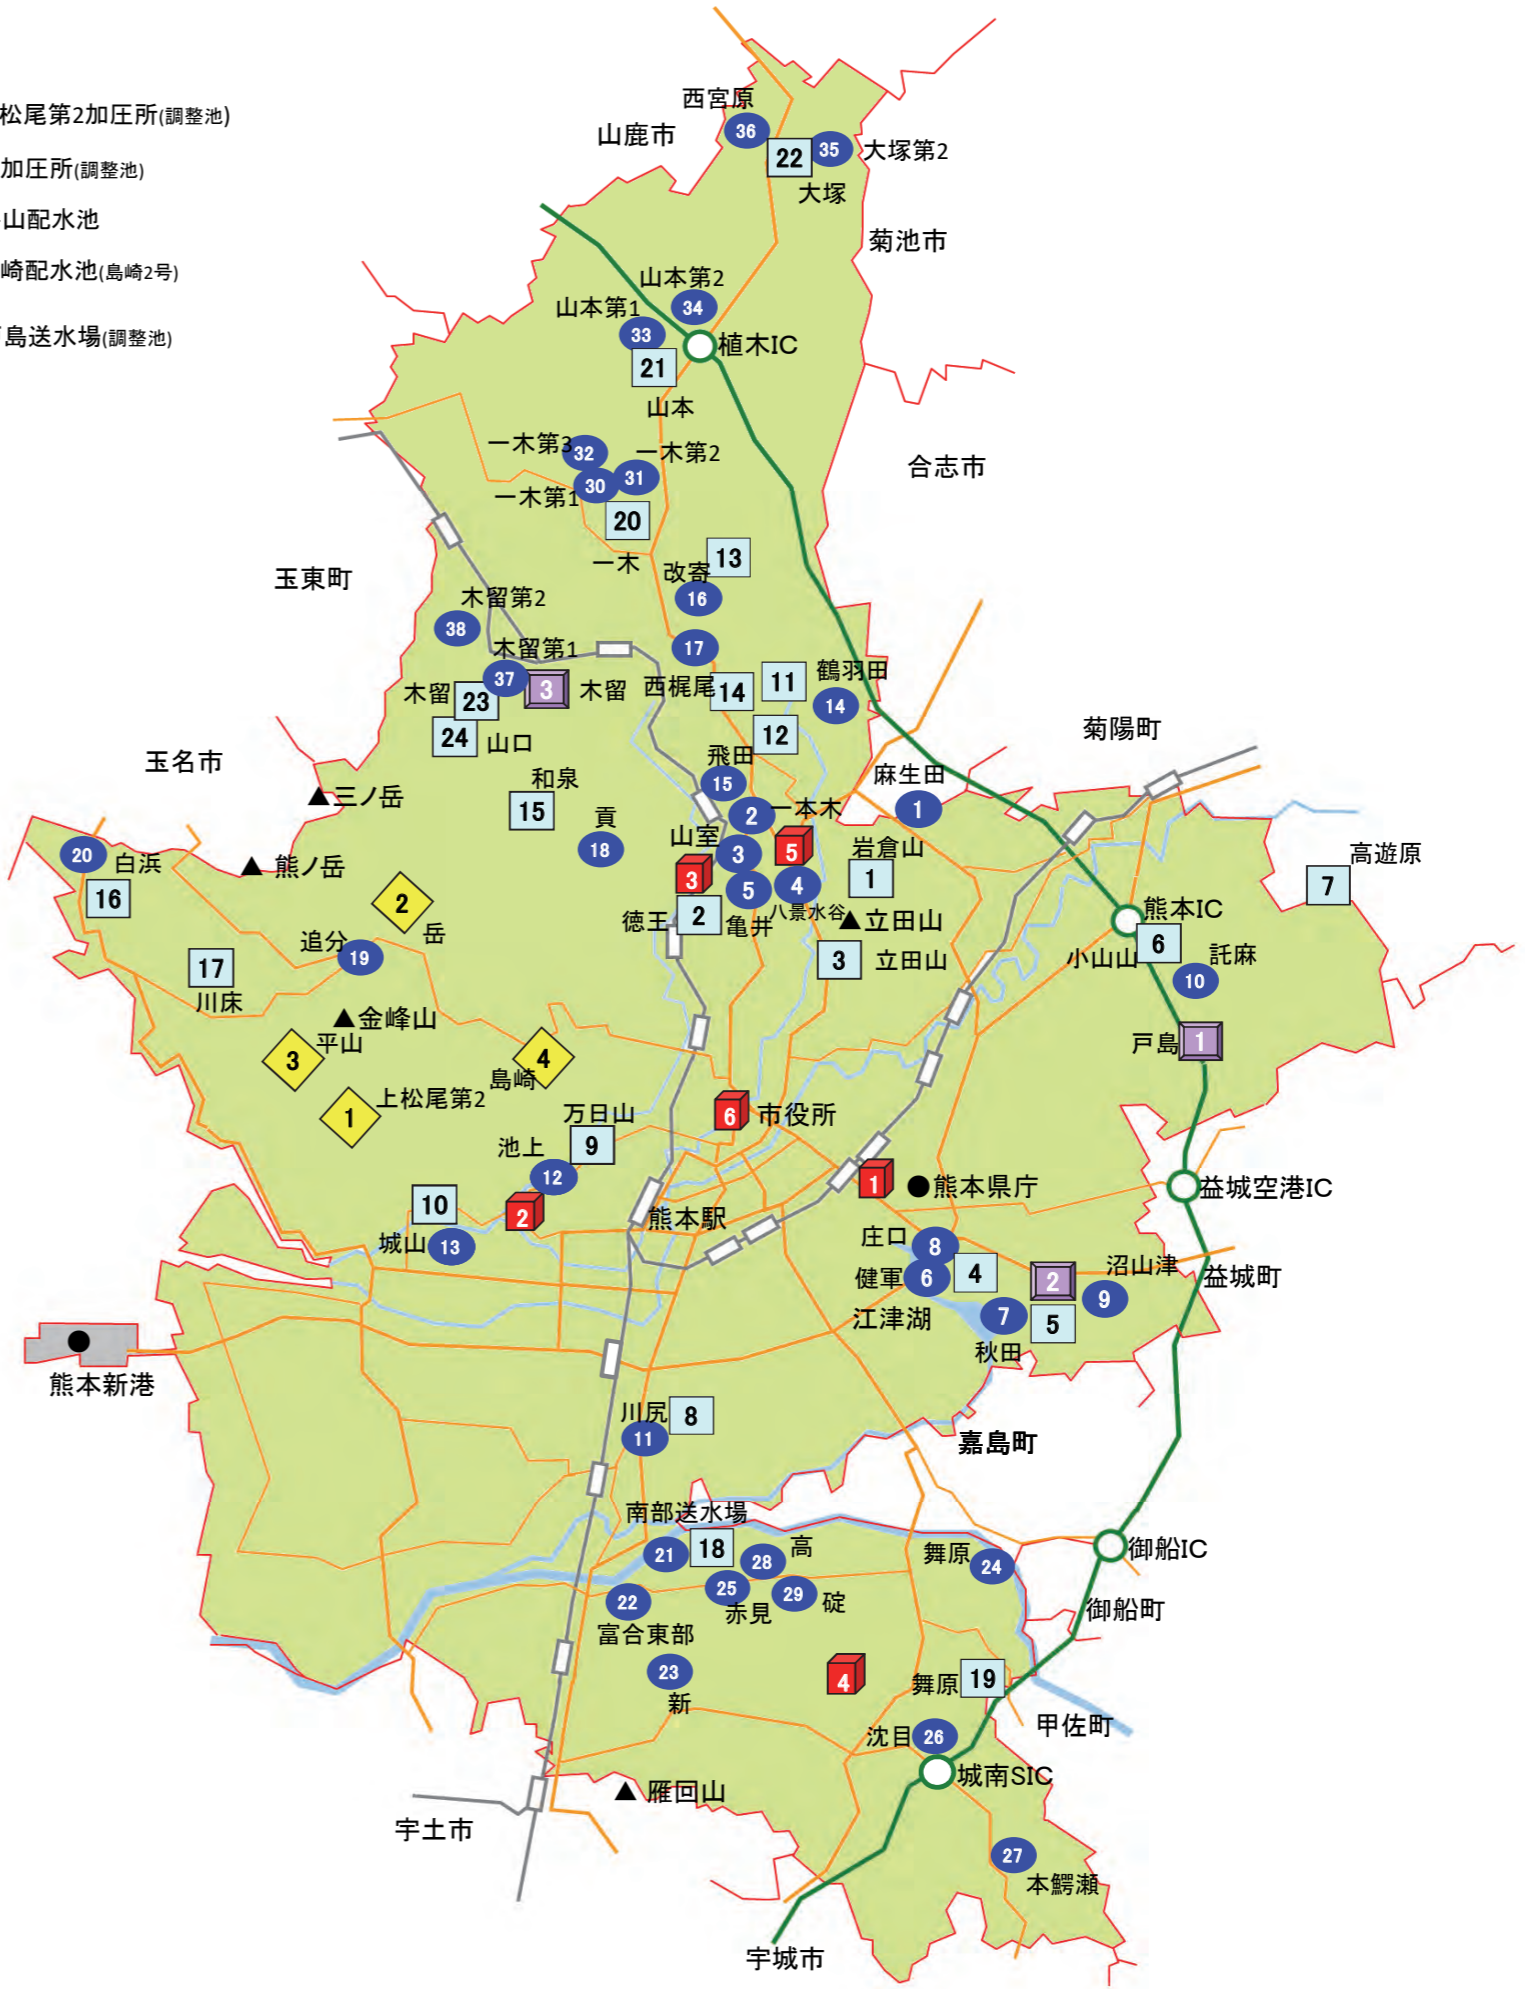 松尾第2加圧所(調整池)
加圧所(調整池)
山配水池
崎配水池(島崎2号)
島送水場(調整池)
西宮原
36
山鹿市
22
35
大塚第2
大塚
菊池市
山本第2
山本第1
34
33
植木IC
21
山本
一木第3
32
一木第2
31
30
一木第1
合志市
20
一木
13
改寄
16
玉東町
木留第2
38
17
木留第1
37
3
木留
木留
23
西梶尾
14
11
鶴羽田
14
24
山口
12
菊陽町
玉名市
飛田
15
麻生田
1
三ノ岳
和泉
15
2
一本木
貢
18
山室
3
5
岩倉山
1
高遊原
7
20
白浜
熊ノ岳
3
5
4
16
2
岳
徳王
2
亀井
八景水谷
立田山
熊本IC
6
追分
19
3
立田山
小山山
託麻
10
17
川床
金峰山
戸島
1
3
平山
4
島崎
1
上松尾第2
万日山
9
6
市役所
池上
12
1
熊本県庁
益城空港IC
10
2
熊本駅
城山
13
庄口
8
健軍
6
4
2
沼山津
9
益城町
江津湖
7
5
秋田
熊本新港
川尻
8
11
嘉島町
南部送水場
21
18
28
高
舞原
24
御船IC
22
25
29
碇
赤見
御船町
富合東部
23
新
4
舞原
19
沈目
26
甲佐町
城南SIC
雁回山
宇土市
27
本鰐瀬
宇城市